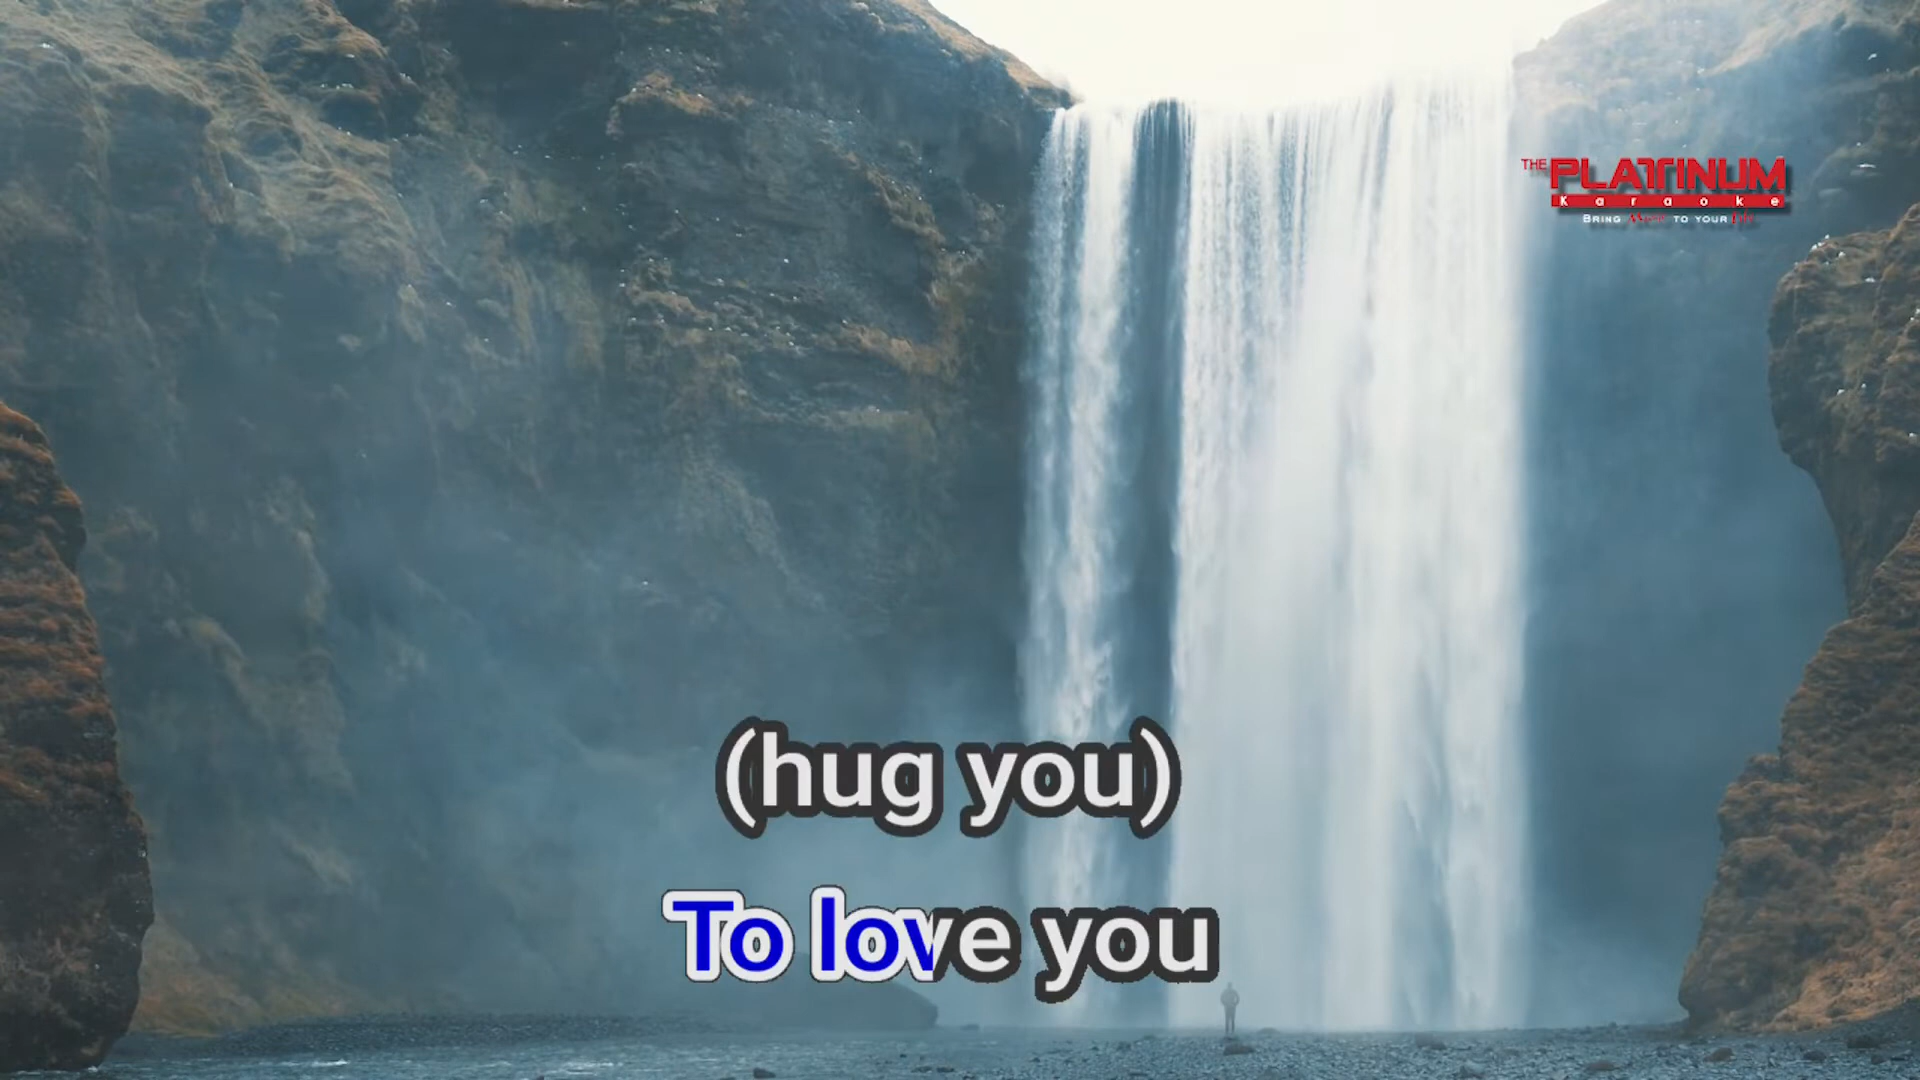 THE PLATINUM
Karaoke
BRING Music TO YOUR Life
(hug you)
To love you